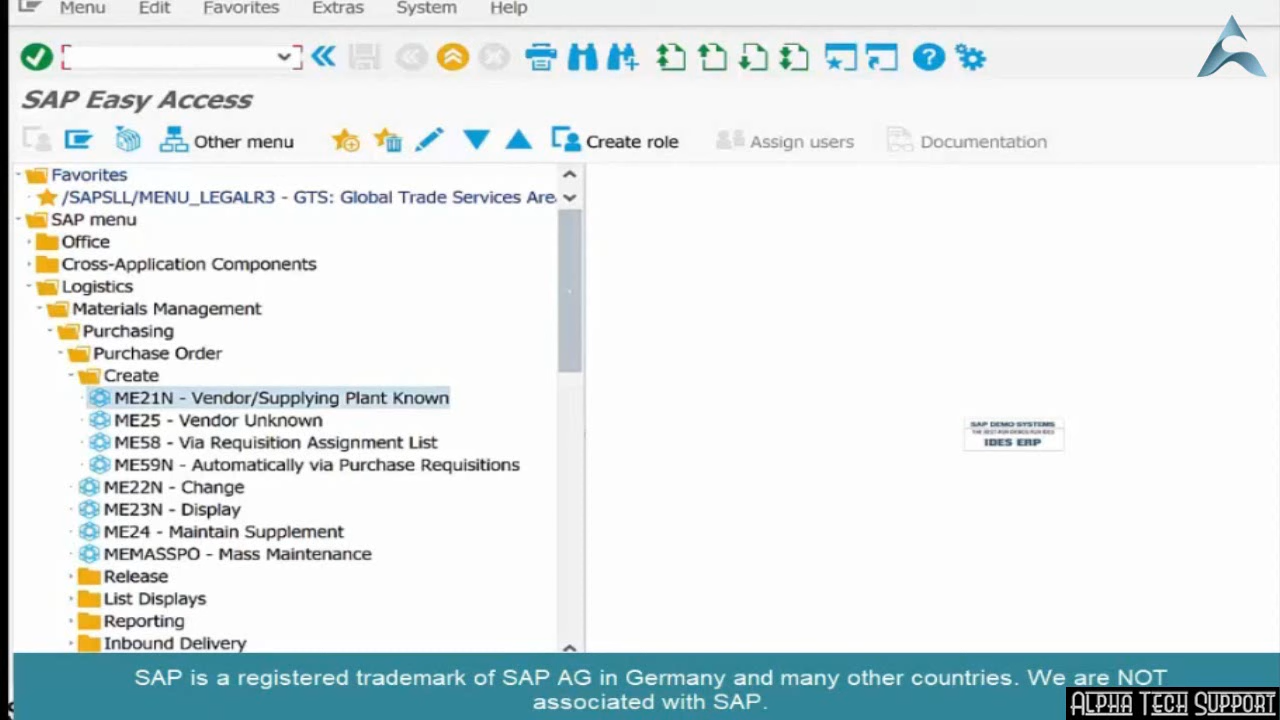 Menu Edit Favorites Extras System Help
SAP Easy Access
Other menu Create role Assign users Documentation
Favorites
/SAPSLL/MENU_LEGALR3 - GTS: Global Trade Services Are
SAP menu
Office
Cross-Application Components
Logistics
Materials Management
Purchasing
Purchase Order
Create
ME21N - Vendor/Supplying Plant Known
ME25 - Vendor Unknown
ME58 - Via Requisition Assignment List
ME59N - Automatically via Purchase Requisitions
ME22N - Change
ME23N - Display
ME24 - Maintain Supplement
MEMASSPO - Mass Maintenance
Release
List Displays
Reporting
Inbound Delivery
SAP DEMO SYSTEMS
IDES ERP
SAP is a registered trademark of SAP AG in Germany and many other countries. We are NOT
associated with SAP.
Alpha Tech Support